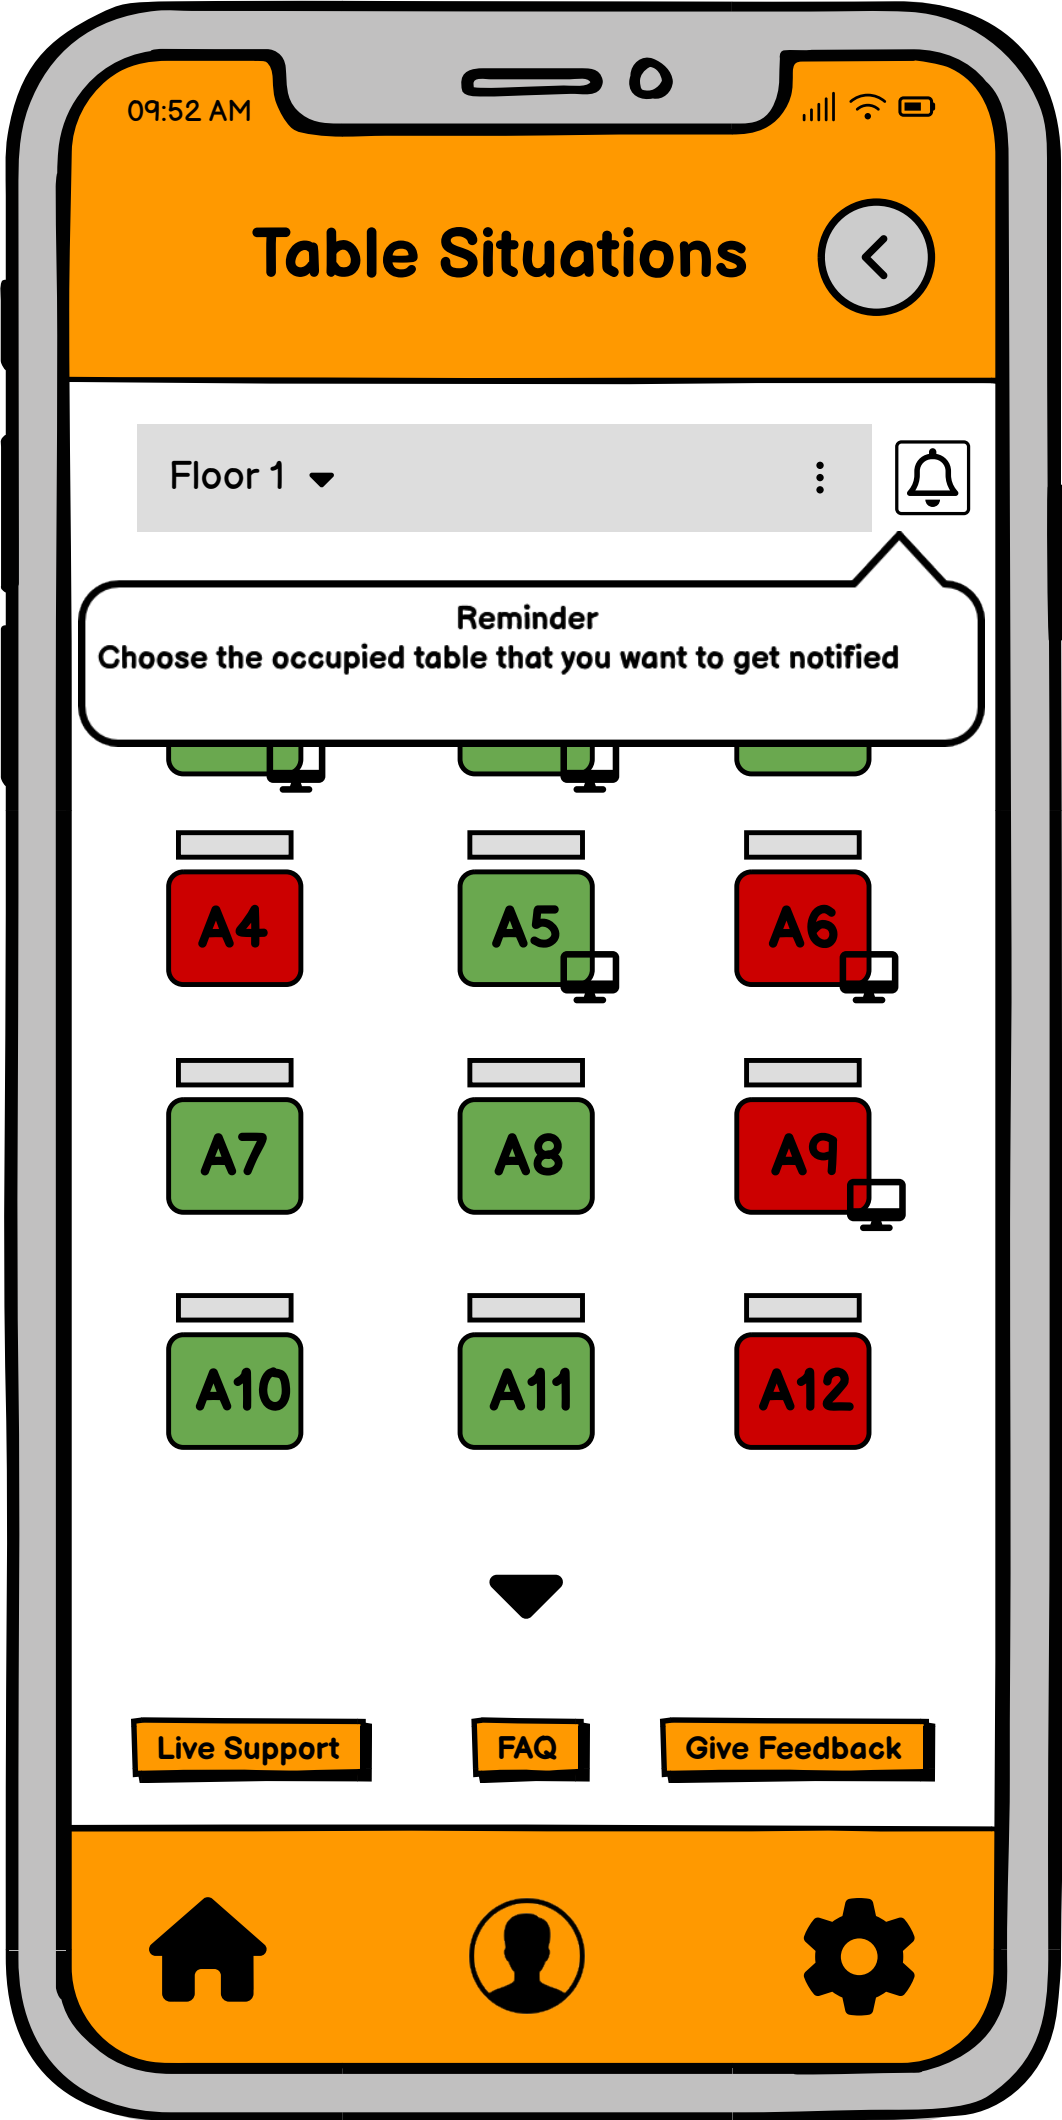 09:52 AM
Table Situations
Floor 1
Reminder
Choose the occupied table that you want to get notified
A4 A5 A6
A7 A8 A9
A10 A11 A12
Live Support FAQ Give Feedback